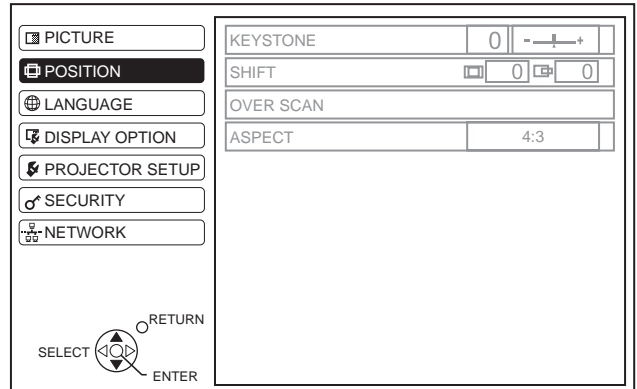 PICTURE
POSITION
LANGUAGE
DISPLAY OPTION
PROJECTOR SETUP
SECURITY
NETWORK
KEYSTONE 0 - +
SHIFT 0 0
OVER SCAN
ASPECT 4:3
RETURN
SELECT
ENTER